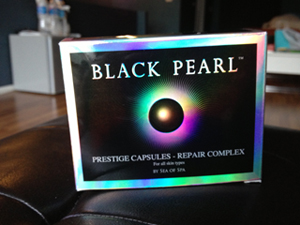 BLACK PEARL™
PRESTIGE CAPSULES - REPAIR COMPLEX
For all skin types
BY SEA OF SPA